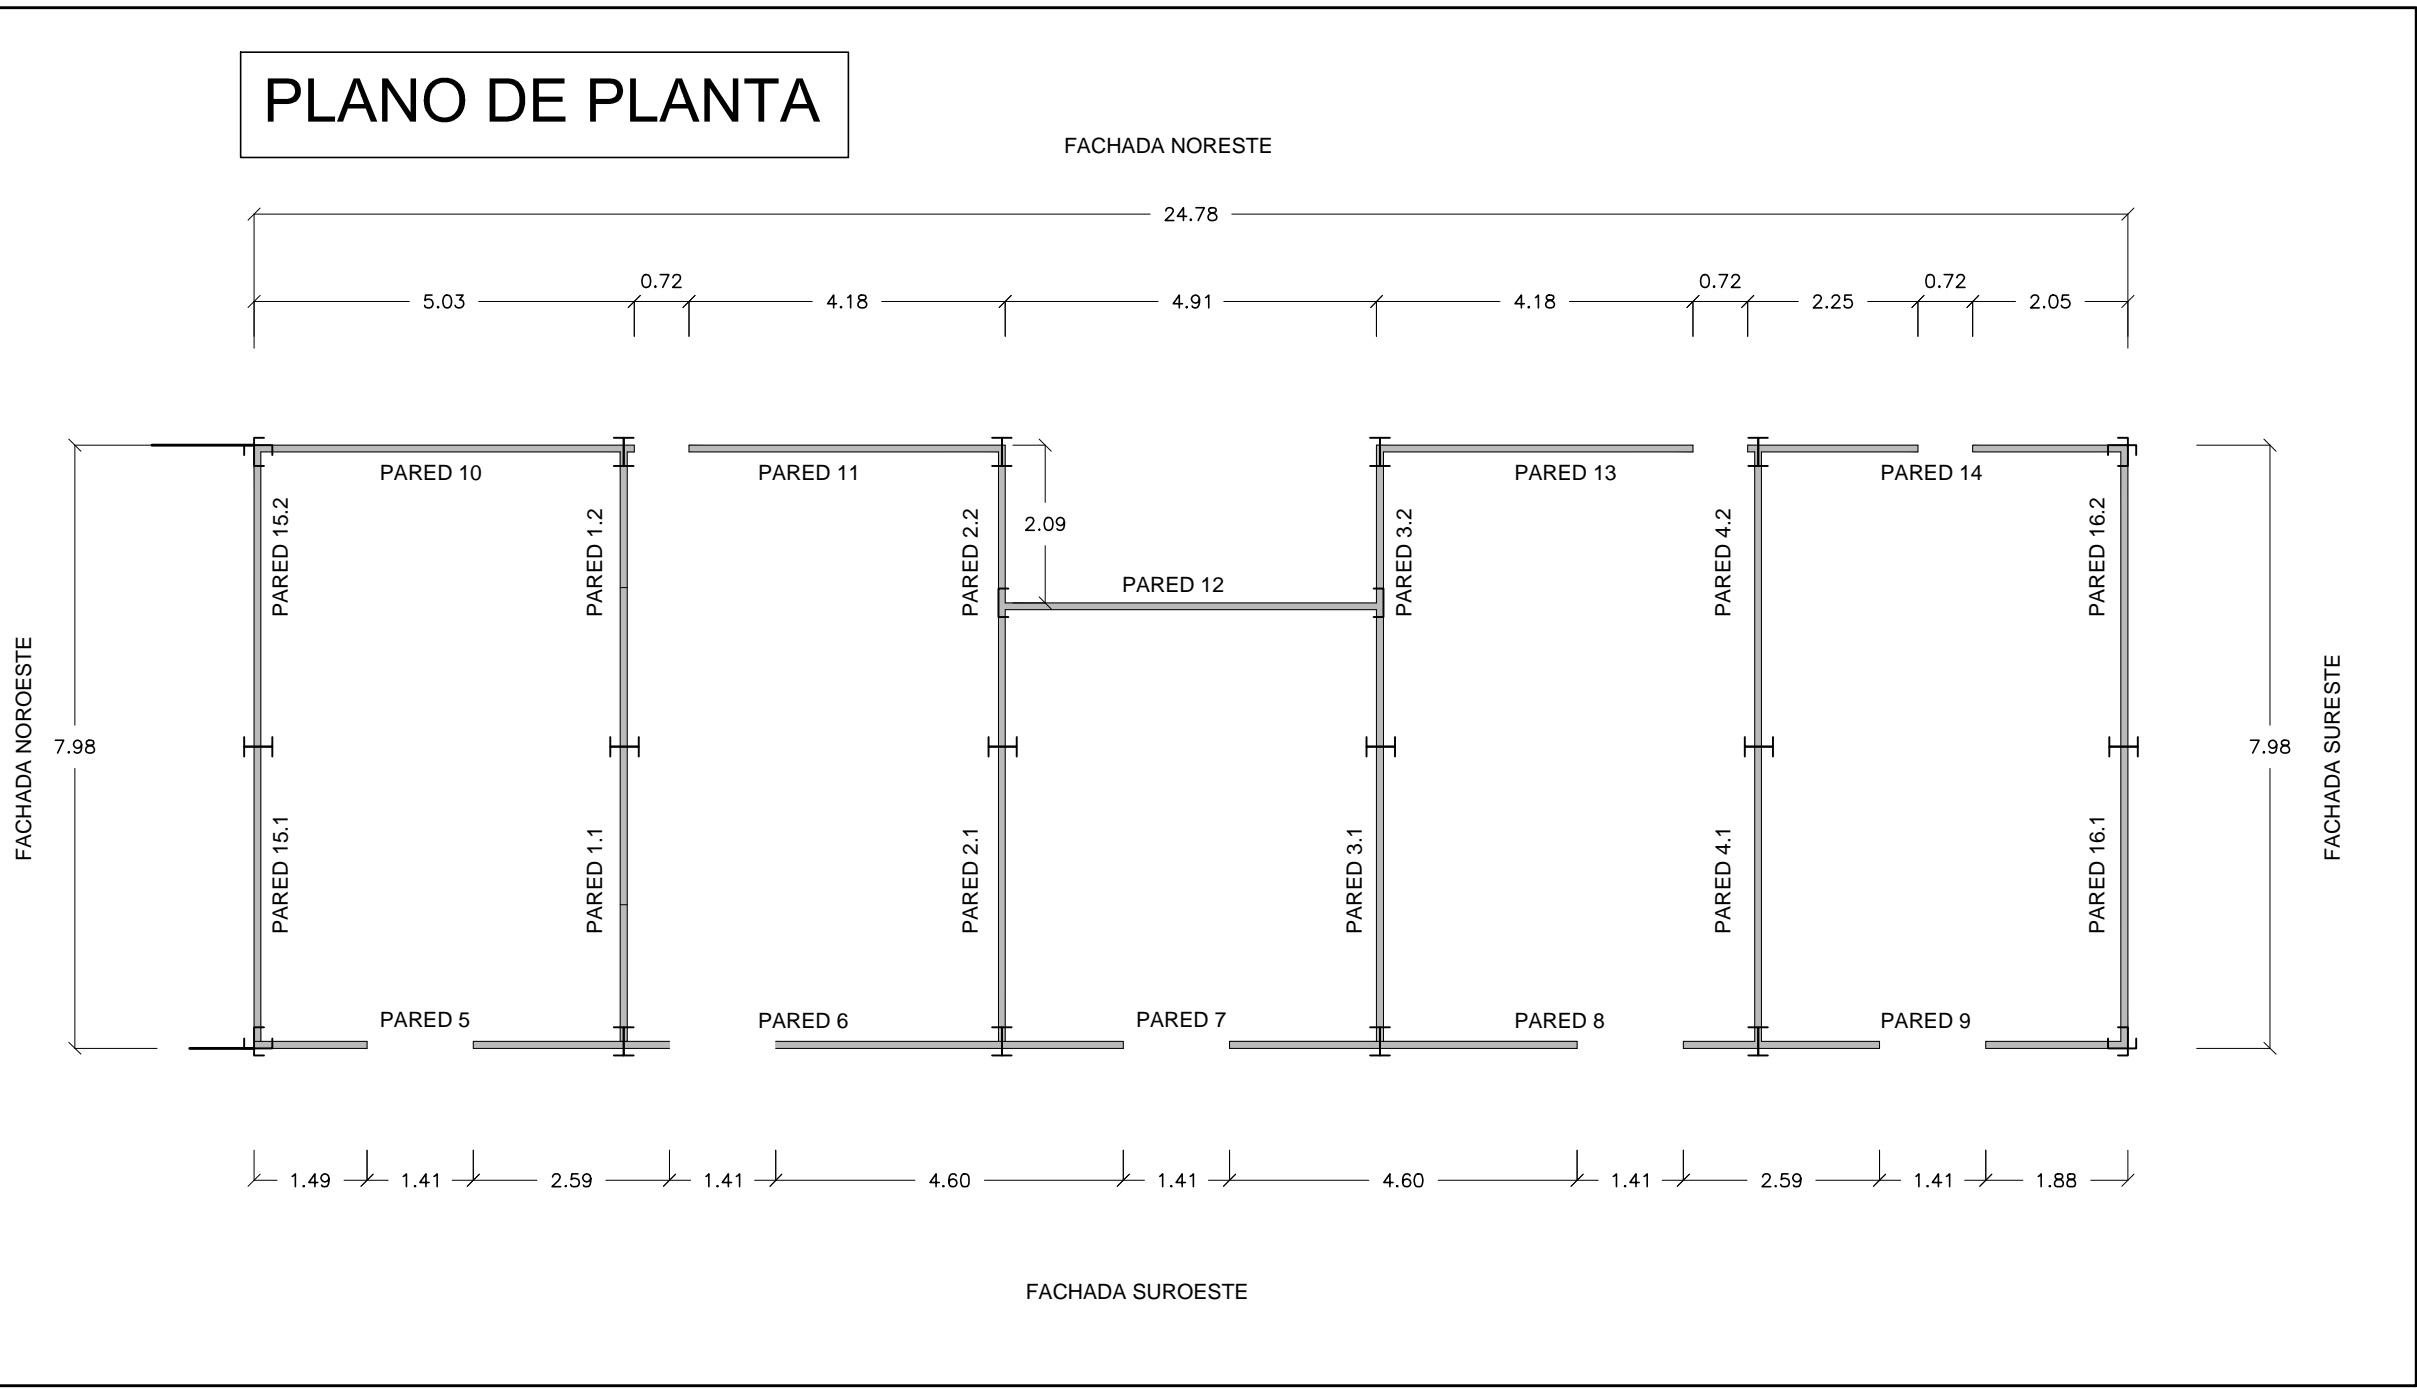 PLANO DE PLANTA
FACHADA NORESTE
24.78
0.72 0.72 0.72
5.03 4.18 4.91 4.18 2.25 2.05
PARED 10 PARED 11 PARED 13 PARED 14
PARED 15.2 PARED 1.2 PARED 2.2 2.09 PARED 3.2 PARED 4.2 PARED 16.2
PARED 12
FACHADA NOROESTE
7.98 7.98
FACHADA SURESTE
PARED 15.1 PARED 1.1 PARED 2.1 PARED 3.1 PARED 4.1 PARED 16.1
PARED 5 PARED 6 PARED 7 PARED 8 PARED 9
1.49 1.41 2.59 1.41 4.60 1.41 4.60 1.41 2.59 1.41 1.88
FACHADA SUROESTE